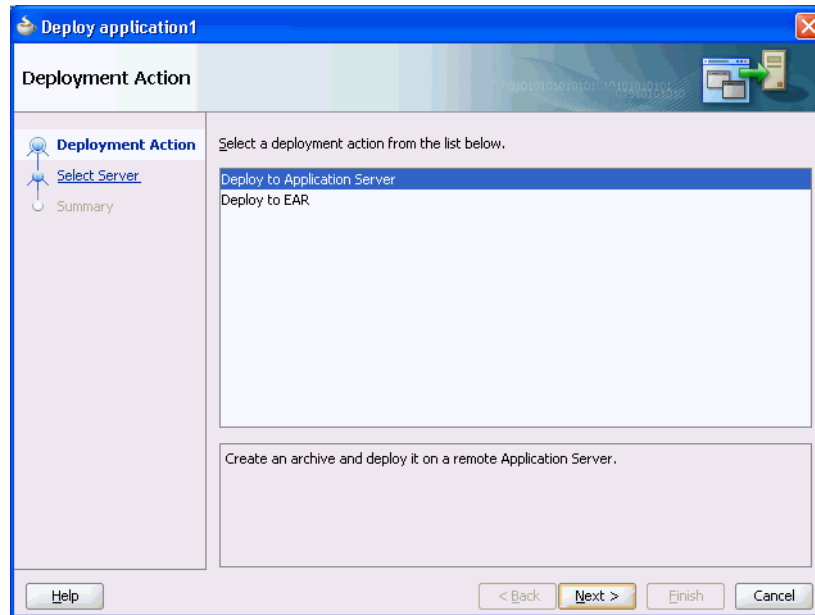 Deploy application1
Deployment Action
Deployment Action
Select Server
Summary
Select a deployment action from the list below.
Deploy to Application Server
Deploy to EAR
Create an archive and deploy it on a remote Application Server.
Help
< Back
Next >
Finish
Cancel